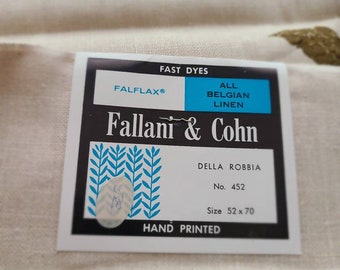 FAST DYES
FALFLAX®
ALL
BELGIAN
LINEN
Fallani & Cohn
DELLA ROBBIA
No. 452
Size 52 x 70
HAND PRINTED